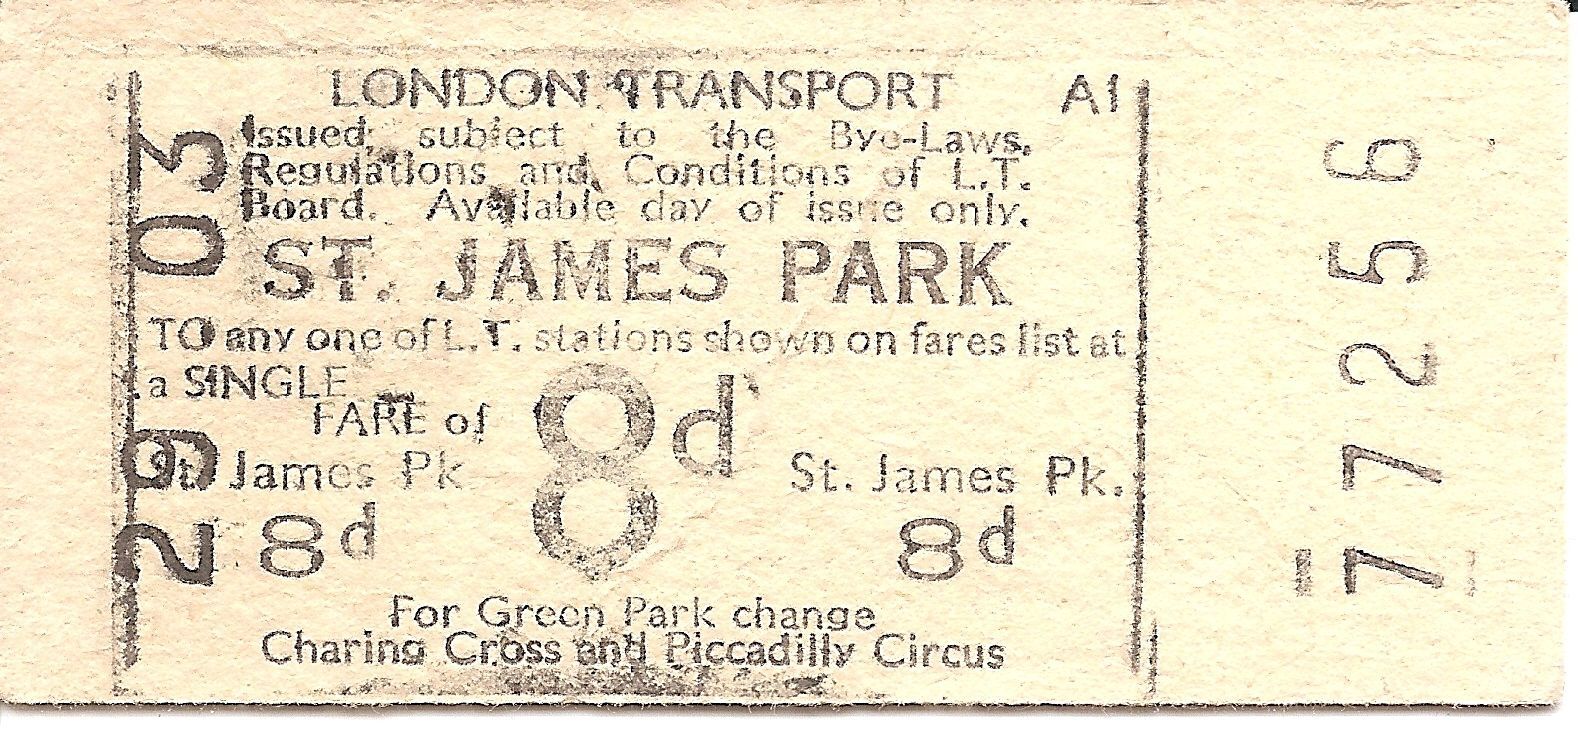 LONDON TRANSPORT A1
Issued subject to the Bye-Laws,
Regulations and Conditions of L.T.
Board. Available day of issue only.
ST. JAMES PARK
TO any one of L.T. stations shown on fares list at
a SINGLE
FARE of 8d
St. James Pk St. James Pk.
8d 8d
For Green Park change
Charing Cross and Piccadilly Circus
29 03
77256